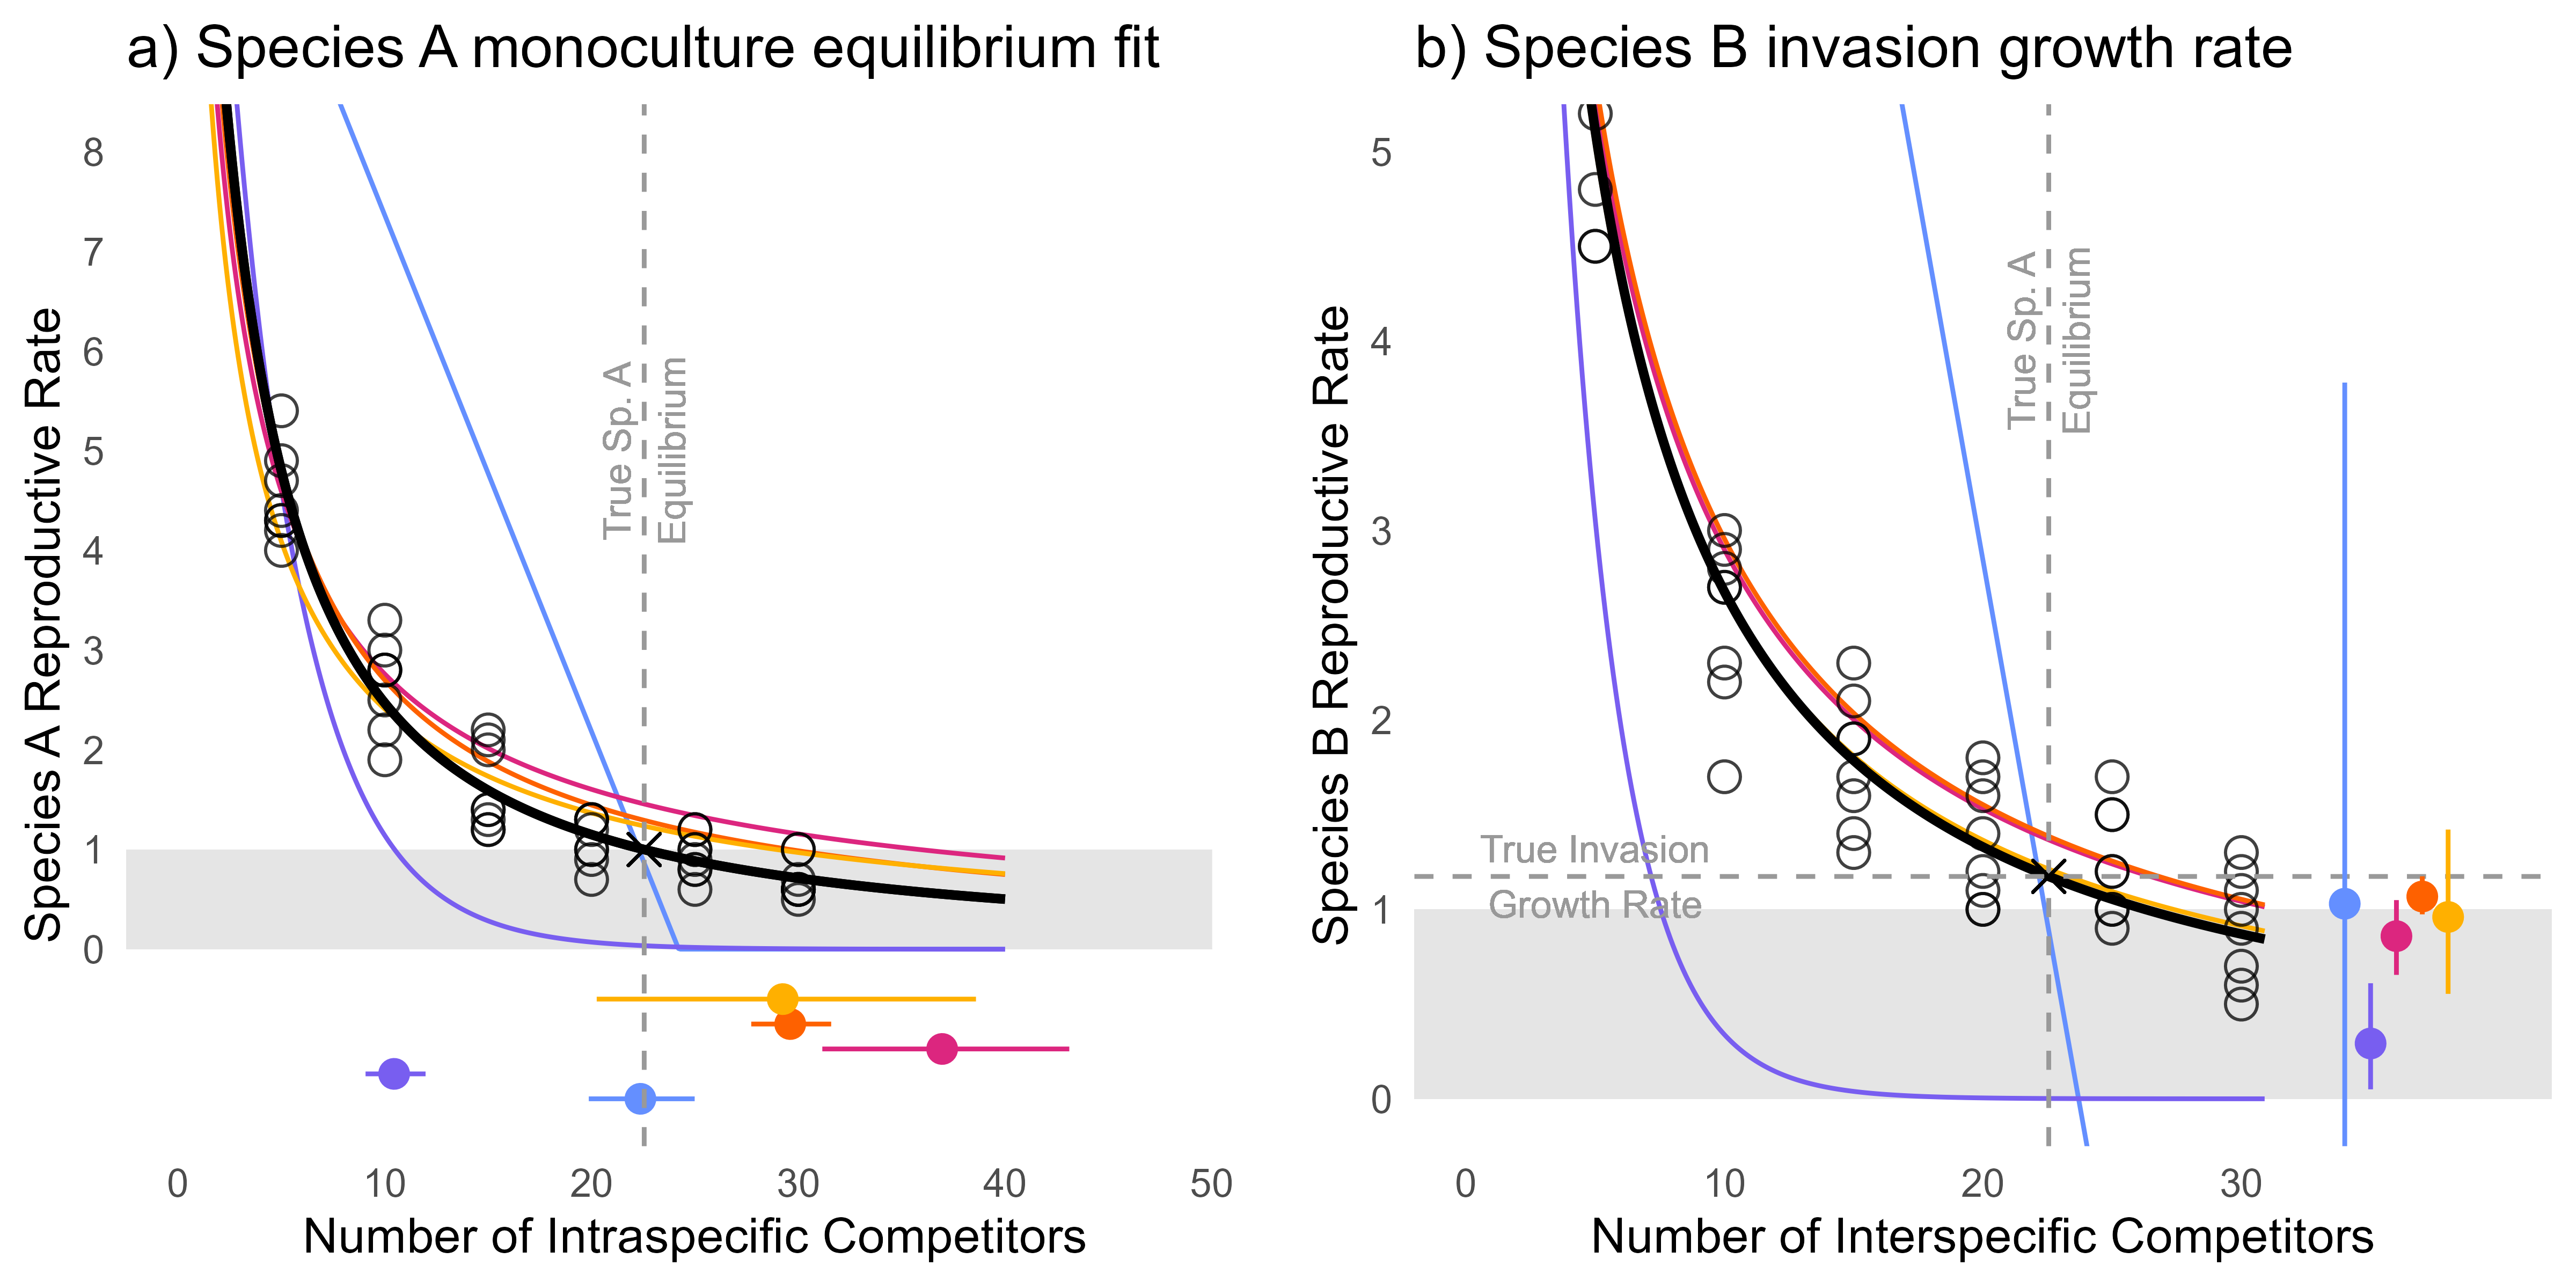 a) Species A monoculture equilibrium fit
Species A Reproductive Rate
8
7
6
5
4
3
2
1
0
True Sp. A
Equilibrium
0 10 20 30 40 50
Number of Intraspecific Competitors
b) Species B invasion growth rate
Species B Reproductive Rate
5
4
3
2
1
0
True Sp. A
Equilibrium
True Invasion
Growth Rate
0 10 20 30
Number of Interspecific Competitors